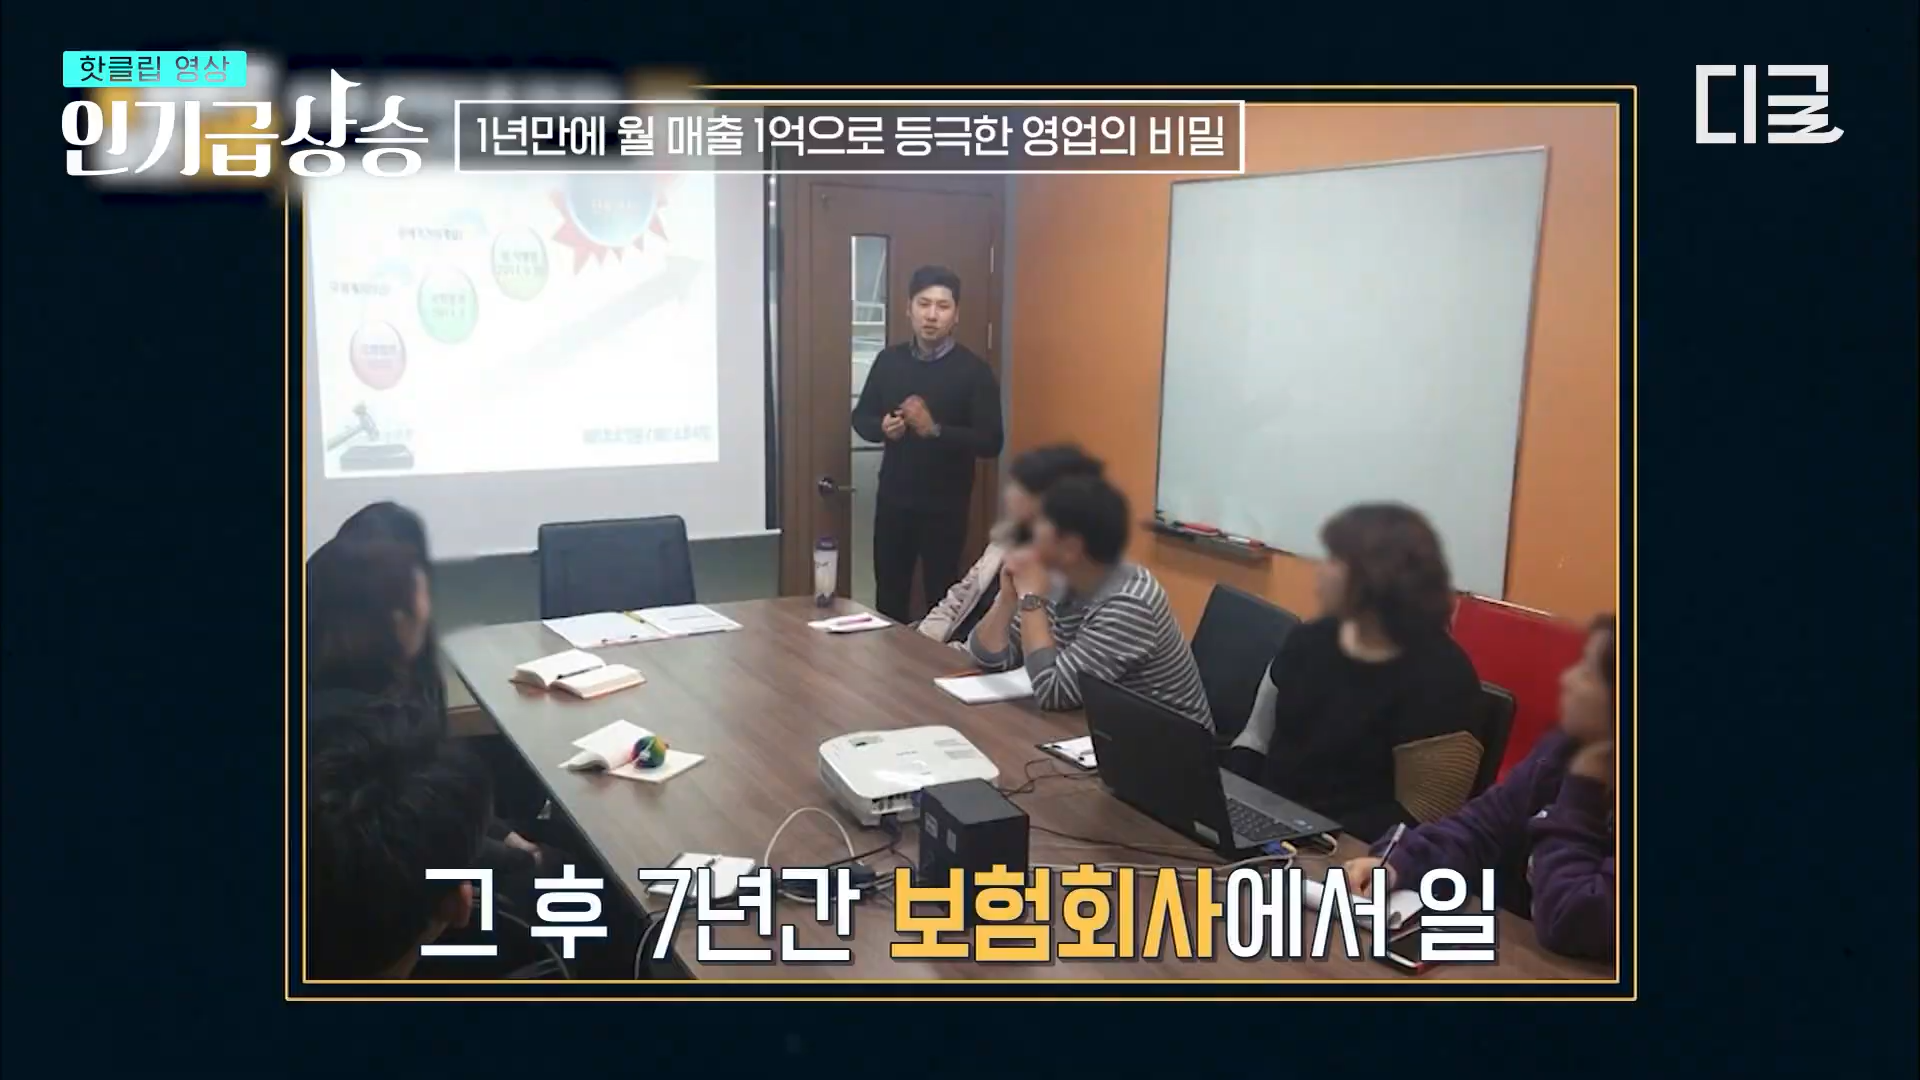 핫클립 영상
인기급상승
1년만에 월 매출 1억으로 등극한 영업의 비밀
디글
그 후 7년간 보험회사에서 일